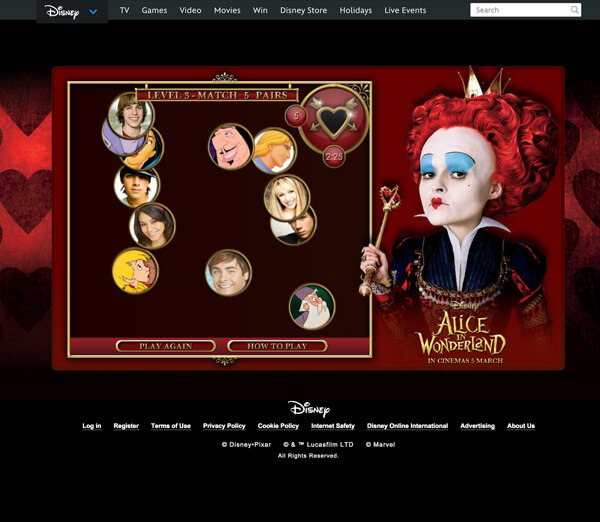 Disney TV Games Video Movies Win Disney Store Holidays Live Events Search
LEVEL 3 - MATCH 5 PAIRS
5
2:25
PLAY AGAIN HOW TO PLAY
Disney
ALICE
IN
WONDERLAND
IN CINEMAS 5 MARCH
Disney
Log in Register Terms of Use Privacy Policy Cookie Policy Internet Safety Disney Online International Advertising About Us
© Disney•Pixar © & ™ Lucasfilm LTD © Marvel
All Rights Reserved.